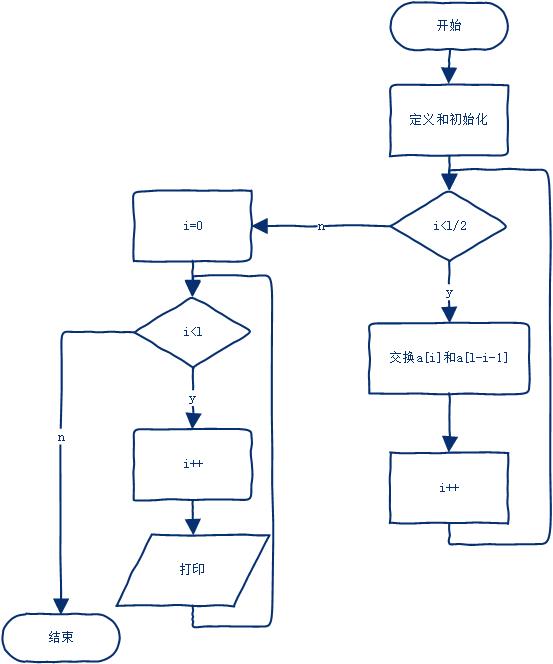 开始
定义和初始化
i<l/2
n
i=0
y
交换a[i]和a[l-i-1]
i++
i<l
n
y
i++
打印
结束